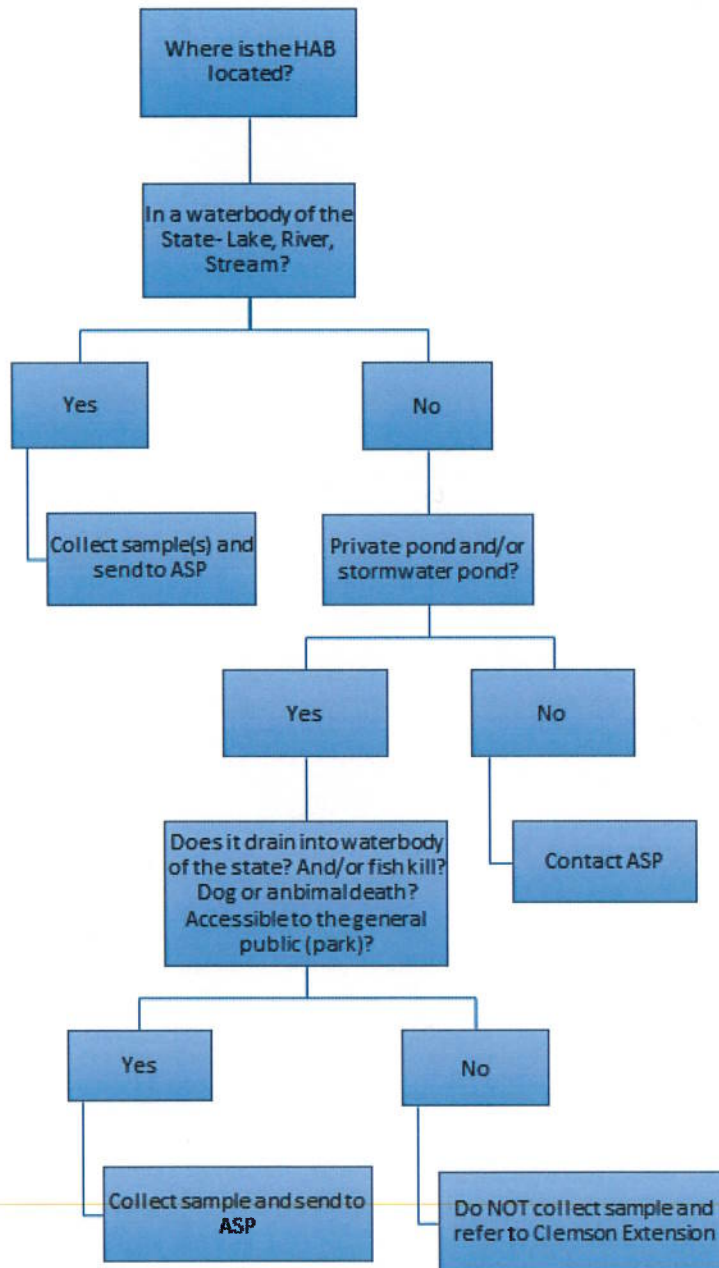 Where is the HAB
located?
In a waterbody of the
State- Lake, River,
Stream?
Yes
No
Collect sample(s) and
send to ASP
Private pond and/or
stormwater pond?
Yes
No
Does it drain into waterbody
of the state? And/or fish kill?
Dog or anbimal death?
Accessible to the general
public (park)?
Contact ASP
Yes
No
Collect sample and send to
ASP
Do NOT collect sample and
refer to Clemson Extension